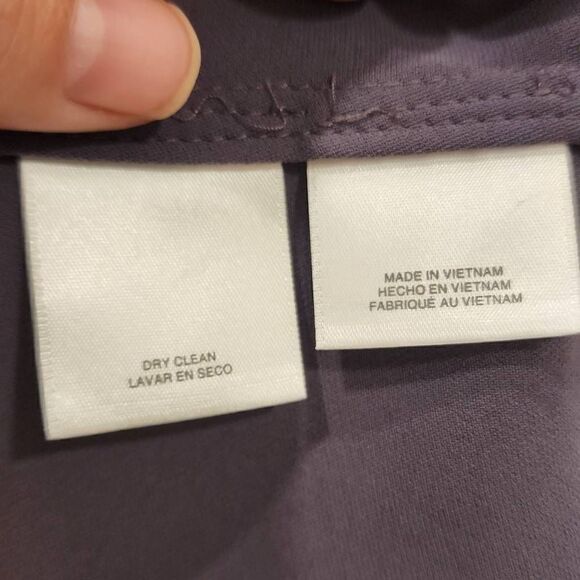 DRY CLEAN
LAVAR EN SECO
MADE IN VIETNAM
HECHO EN VIETNAM
FABRIQUÉ AU VIETNAM